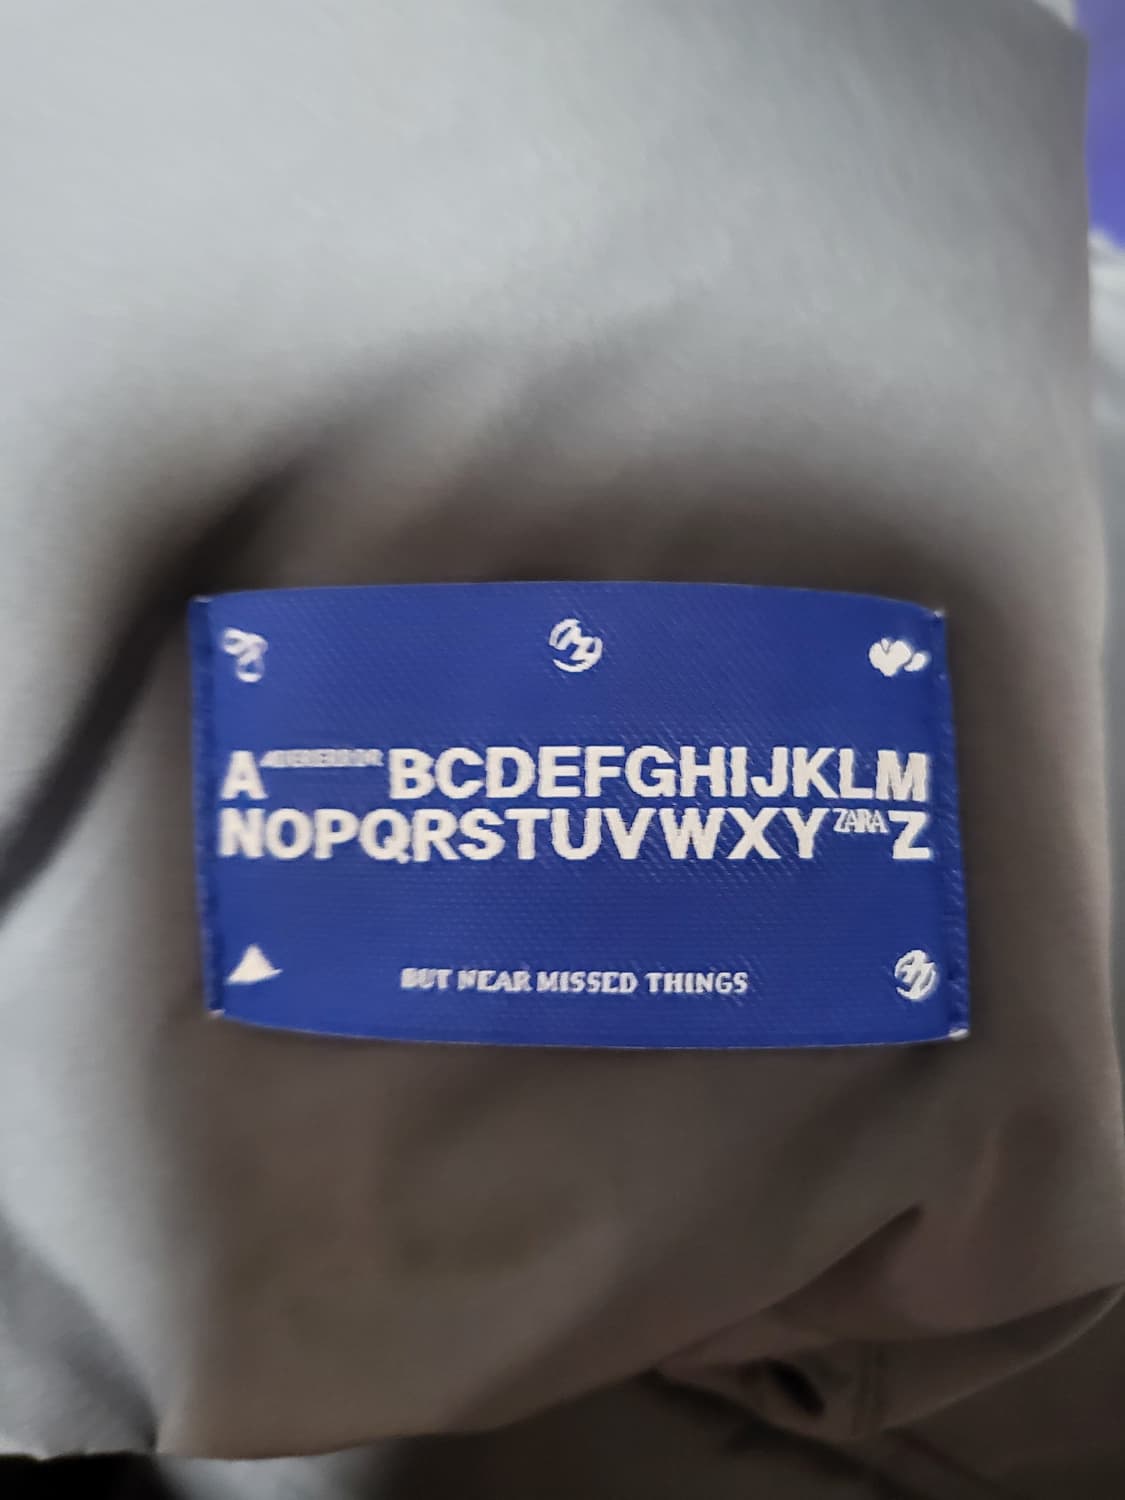 A BCDEFGHIJKLM
NOPQRSTUVWXY ZARA Z
BUT NEAR MISSED THINGS